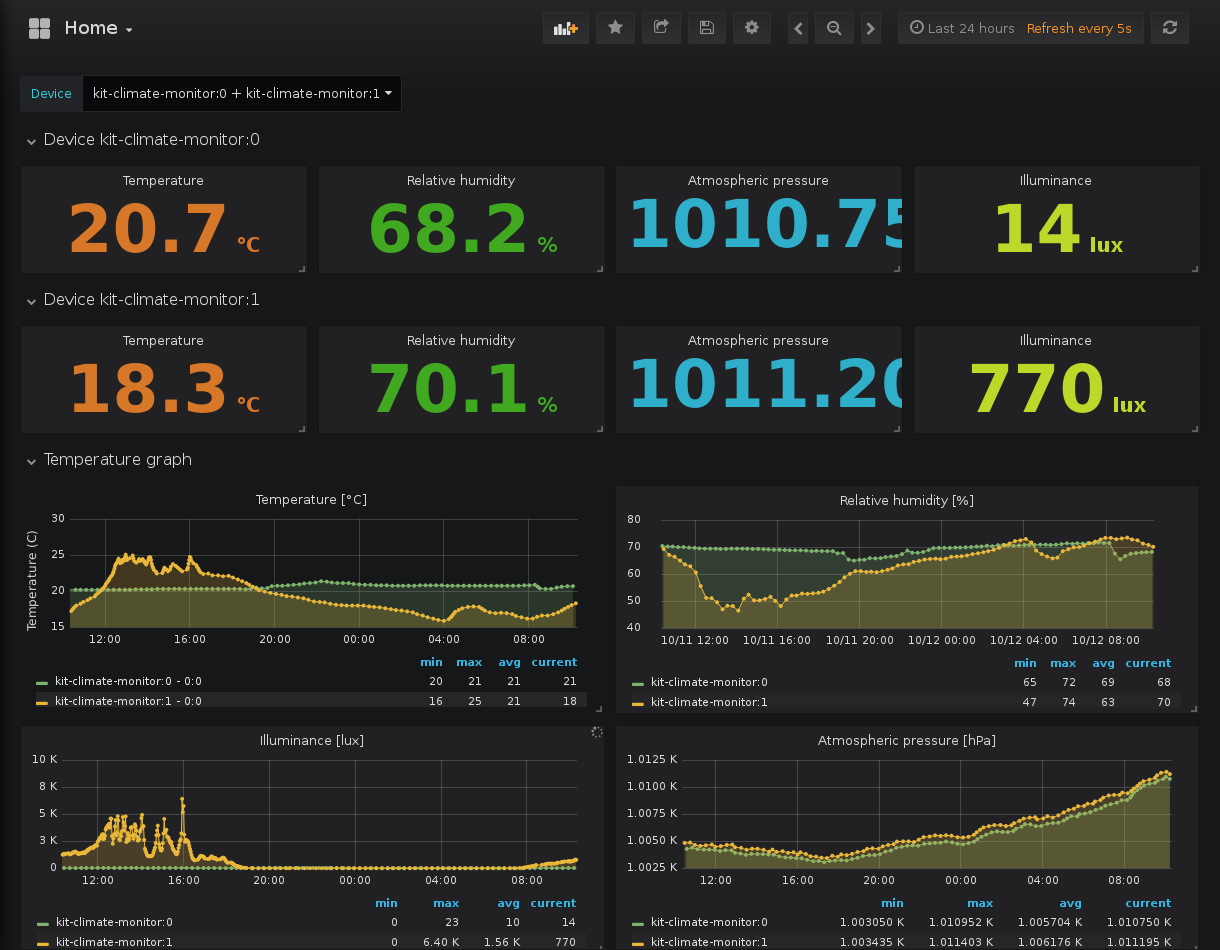 Home
Last 24 hours Refresh every 5s
Device kit-climate-monitor:0 + kit-climate-monitor:1
Device kit-climate-monitor:0
Temperature Relative humidity Atmospheric pressure Illuminance
20.7 °C 68.2 % 1010.75 14 lux
Device kit-climate-monitor:1
Temperature Relative humidity Atmospheric pressure Illuminance
18.3 °C 70.1 % 1011.20 770 lux
Temperature graph
Temperature [°C]
Temperature (C)
30
25
20
15
12:00 16:00 20:00 00:00 04:00 08:00
min max avg current
kit-climate-monitor:0 - 0:0 20 21 21 21
kit-climate-monitor:1 - 0:0 16 25 21 18
Relative humidity [%]
80
70
60
50
40
10/11 12:00 10/11 16:00 10/11 20:00 10/12 00:00 10/12 04:00 10/12 08:00
min max avg current
kit-climate-monitor:0 65 72 69 68
kit-climate-monitor:1 47 74 63 70
Illuminance [lux]
10 K
8 K
5 K
3 K
0
12:00 16:00 20:00 00:00 04:00 08:00
min max avg current
kit-climate-monitor:0 0 23 10 14
kit-climate-monitor:1 0 6.40 K 1.56 K 770
Atmospheric pressure [hPa]
1.0125 K
1.0100 K
1.0075 K
1.0050 K
1.0025 K
12:00 16:00 20:00 00:00 04:00 08:00
min max avg current
kit-climate-monitor:0 1.003050 K 1.010952 K 1.005704 K 1.010750 K
kit-climate-monitor:1 1.003435 K 1.011403 K 1.006176 K 1.011195 K